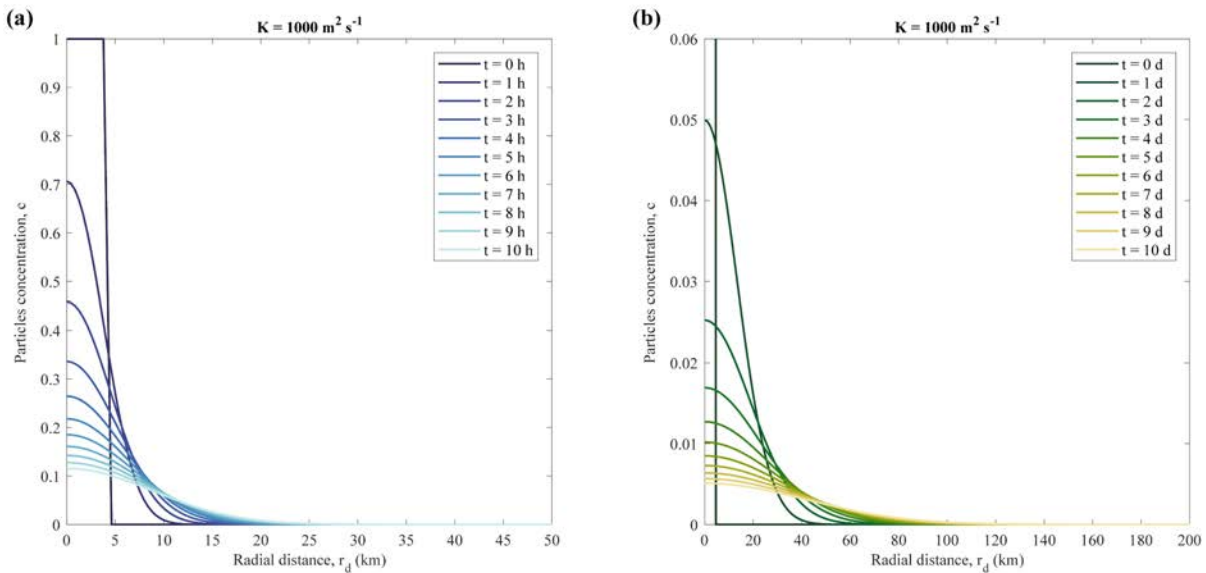 (a)
K = 1000 m² s⁻¹
1
0.9
0.8
0.7
0.6
0.5
0.4
0.3
0.2
0.1
0
Particles concentration, c
t = 0 h
t = 1 h
t = 2 h
t = 3 h
t = 4 h
t = 5 h
t = 6 h
t = 7 h
t = 8 h
t = 9 h
t = 10 h
0 5 10 15 20 25 30 35 40 45 50
Radial distance, r_d (km)
(b)
K = 1000 m² s⁻¹
0.06
0.05
0.04
0.03
0.02
0.01
0
Particles concentration, c
t = 0 d
t = 1 d
t = 2 d
t = 3 d
t = 4 d
t = 5 d
t = 6 d
t = 7 d
t = 8 d
t = 9 d
t = 10 d
0 20 40 60 80 100 120 140 160 180 200
Radial distance, r_d (km)